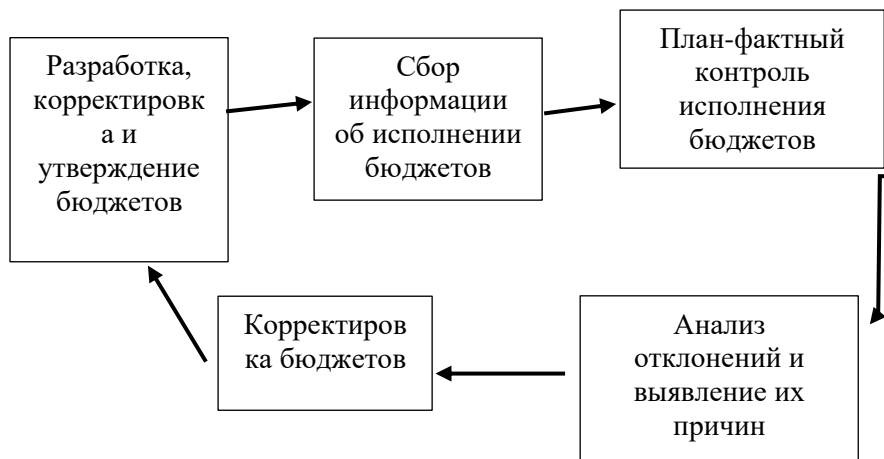 Разработка,
корректировк
а и
утверждение
бюджетов
Сбор
информации
об исполнении
бюджетов
План-фактный
контроль
исполнения
бюджетов
Корректиров
ка бюджетов
Анализ
отклонений и
выявление их
причин